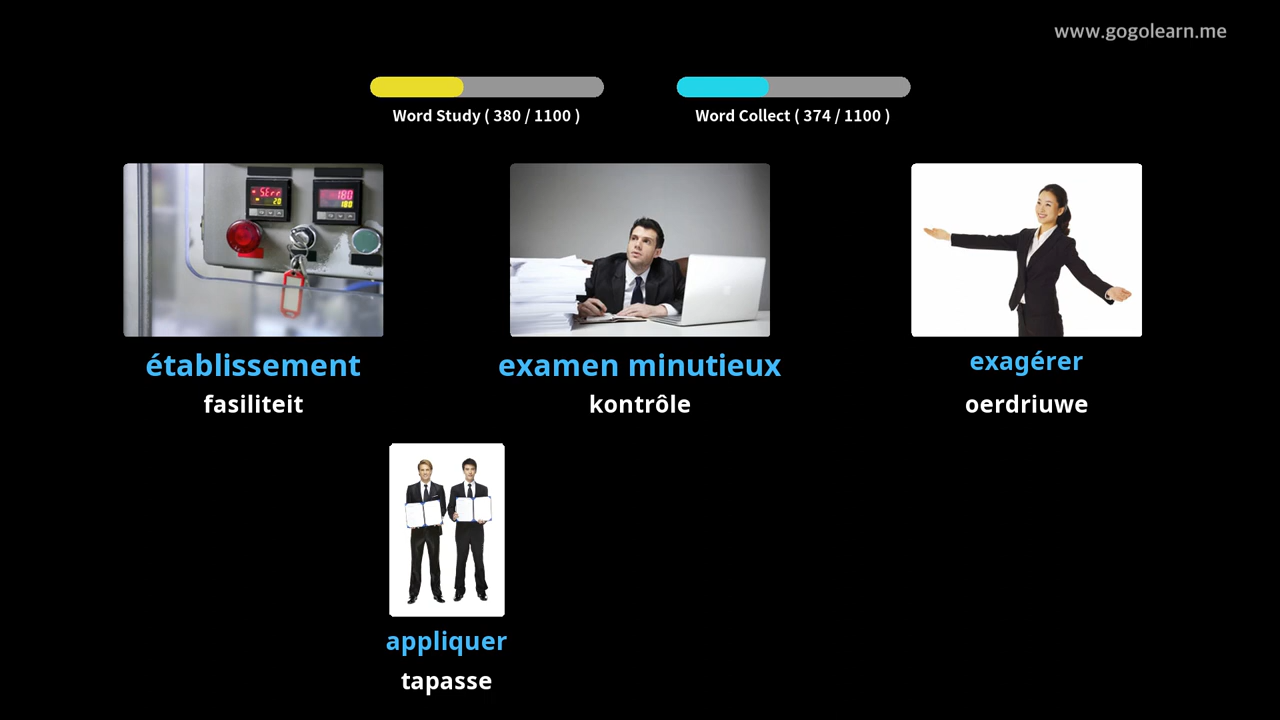 www.gogolearn.me
Word Study ( 380 / 1100 )
Word Collect ( 374 / 1100 )
établissement
fasiliteit
examen minutieux
kontrôle
exagérer
oerdriuwe
appliquer
tapasse